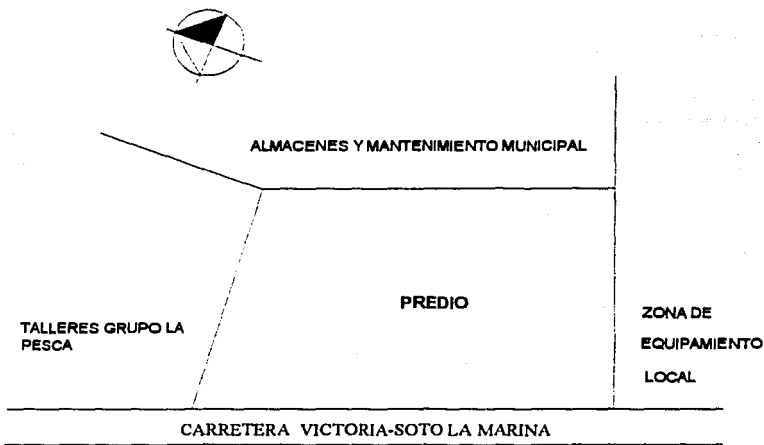 ALMACENES Y MANTENIMIENTO MUNICIPAL
PREDIO
TALLERES GRUPO LA
PESCA
ZONA DE
EQUIPAMIENTO
LOCAL
CARRETERA VICTORIA-SOTO LA MARINA